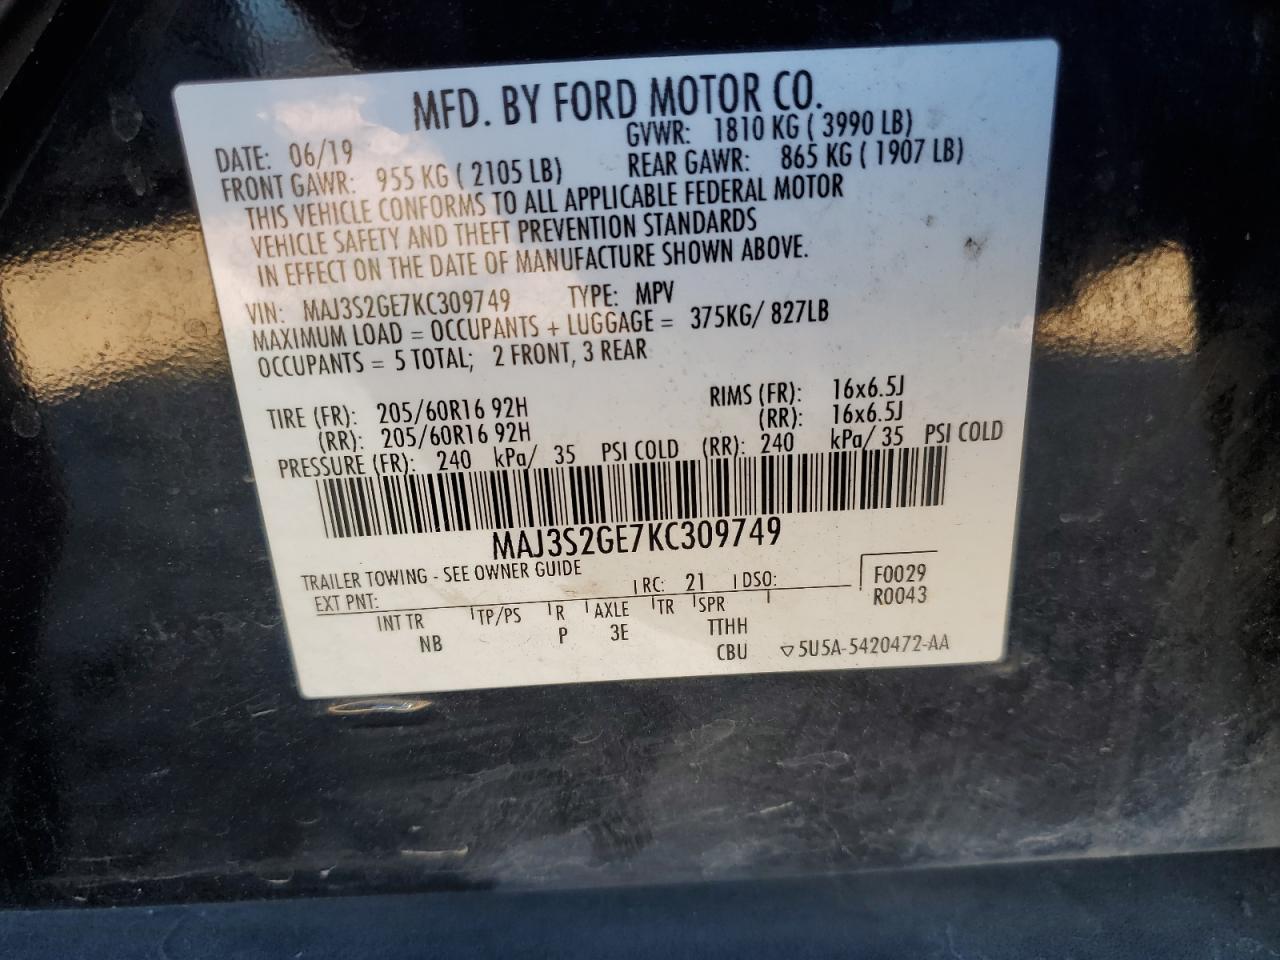 MFD. BY FORD MOTOR CO.
DATE: 06/19 GVWR: 1810 KG ( 3990 LB)
FRONT GAWR: 955 KG ( 2105 LB) REAR GAWR: 865 KG ( 1907 LB)
THIS VEHICLE CONFORMS TO ALL APPLICABLE FEDERAL MOTOR
VEHICLE SAFETY AND THEFT PREVENTION STANDARDS
IN EFFECT ON THE DATE OF MANUFACTURE SHOWN ABOVE.
VIN: MAJ3S2GE7KC309749 TYPE: MPV
MAXIMUM LOAD = OCCUPANTS + LUGGAGE = 375KG/ 827LB
OCCUPANTS = 5 TOTAL; 2 FRONT, 3 REAR
TIRE (FR): 205/60R16 92H RIMS (FR): 16x6.5J
(RR): 205/60R16 92H (RR): 16x6.5J
PRESSURE (FR): 240 kPa/ 35 PSI COLD (RR): 240 kPa/ 35 PSI COLD
MAJ3S2GE7KC309749
TRAILER TOWING - SEE OWNER GUIDE
EXT PNT: RC: 21 DSO: F0029
R0043
INT TR TP/PS R AXLE TR SPR
NB P 3E TTHH
CBU ▽5U5A-5420472-AA